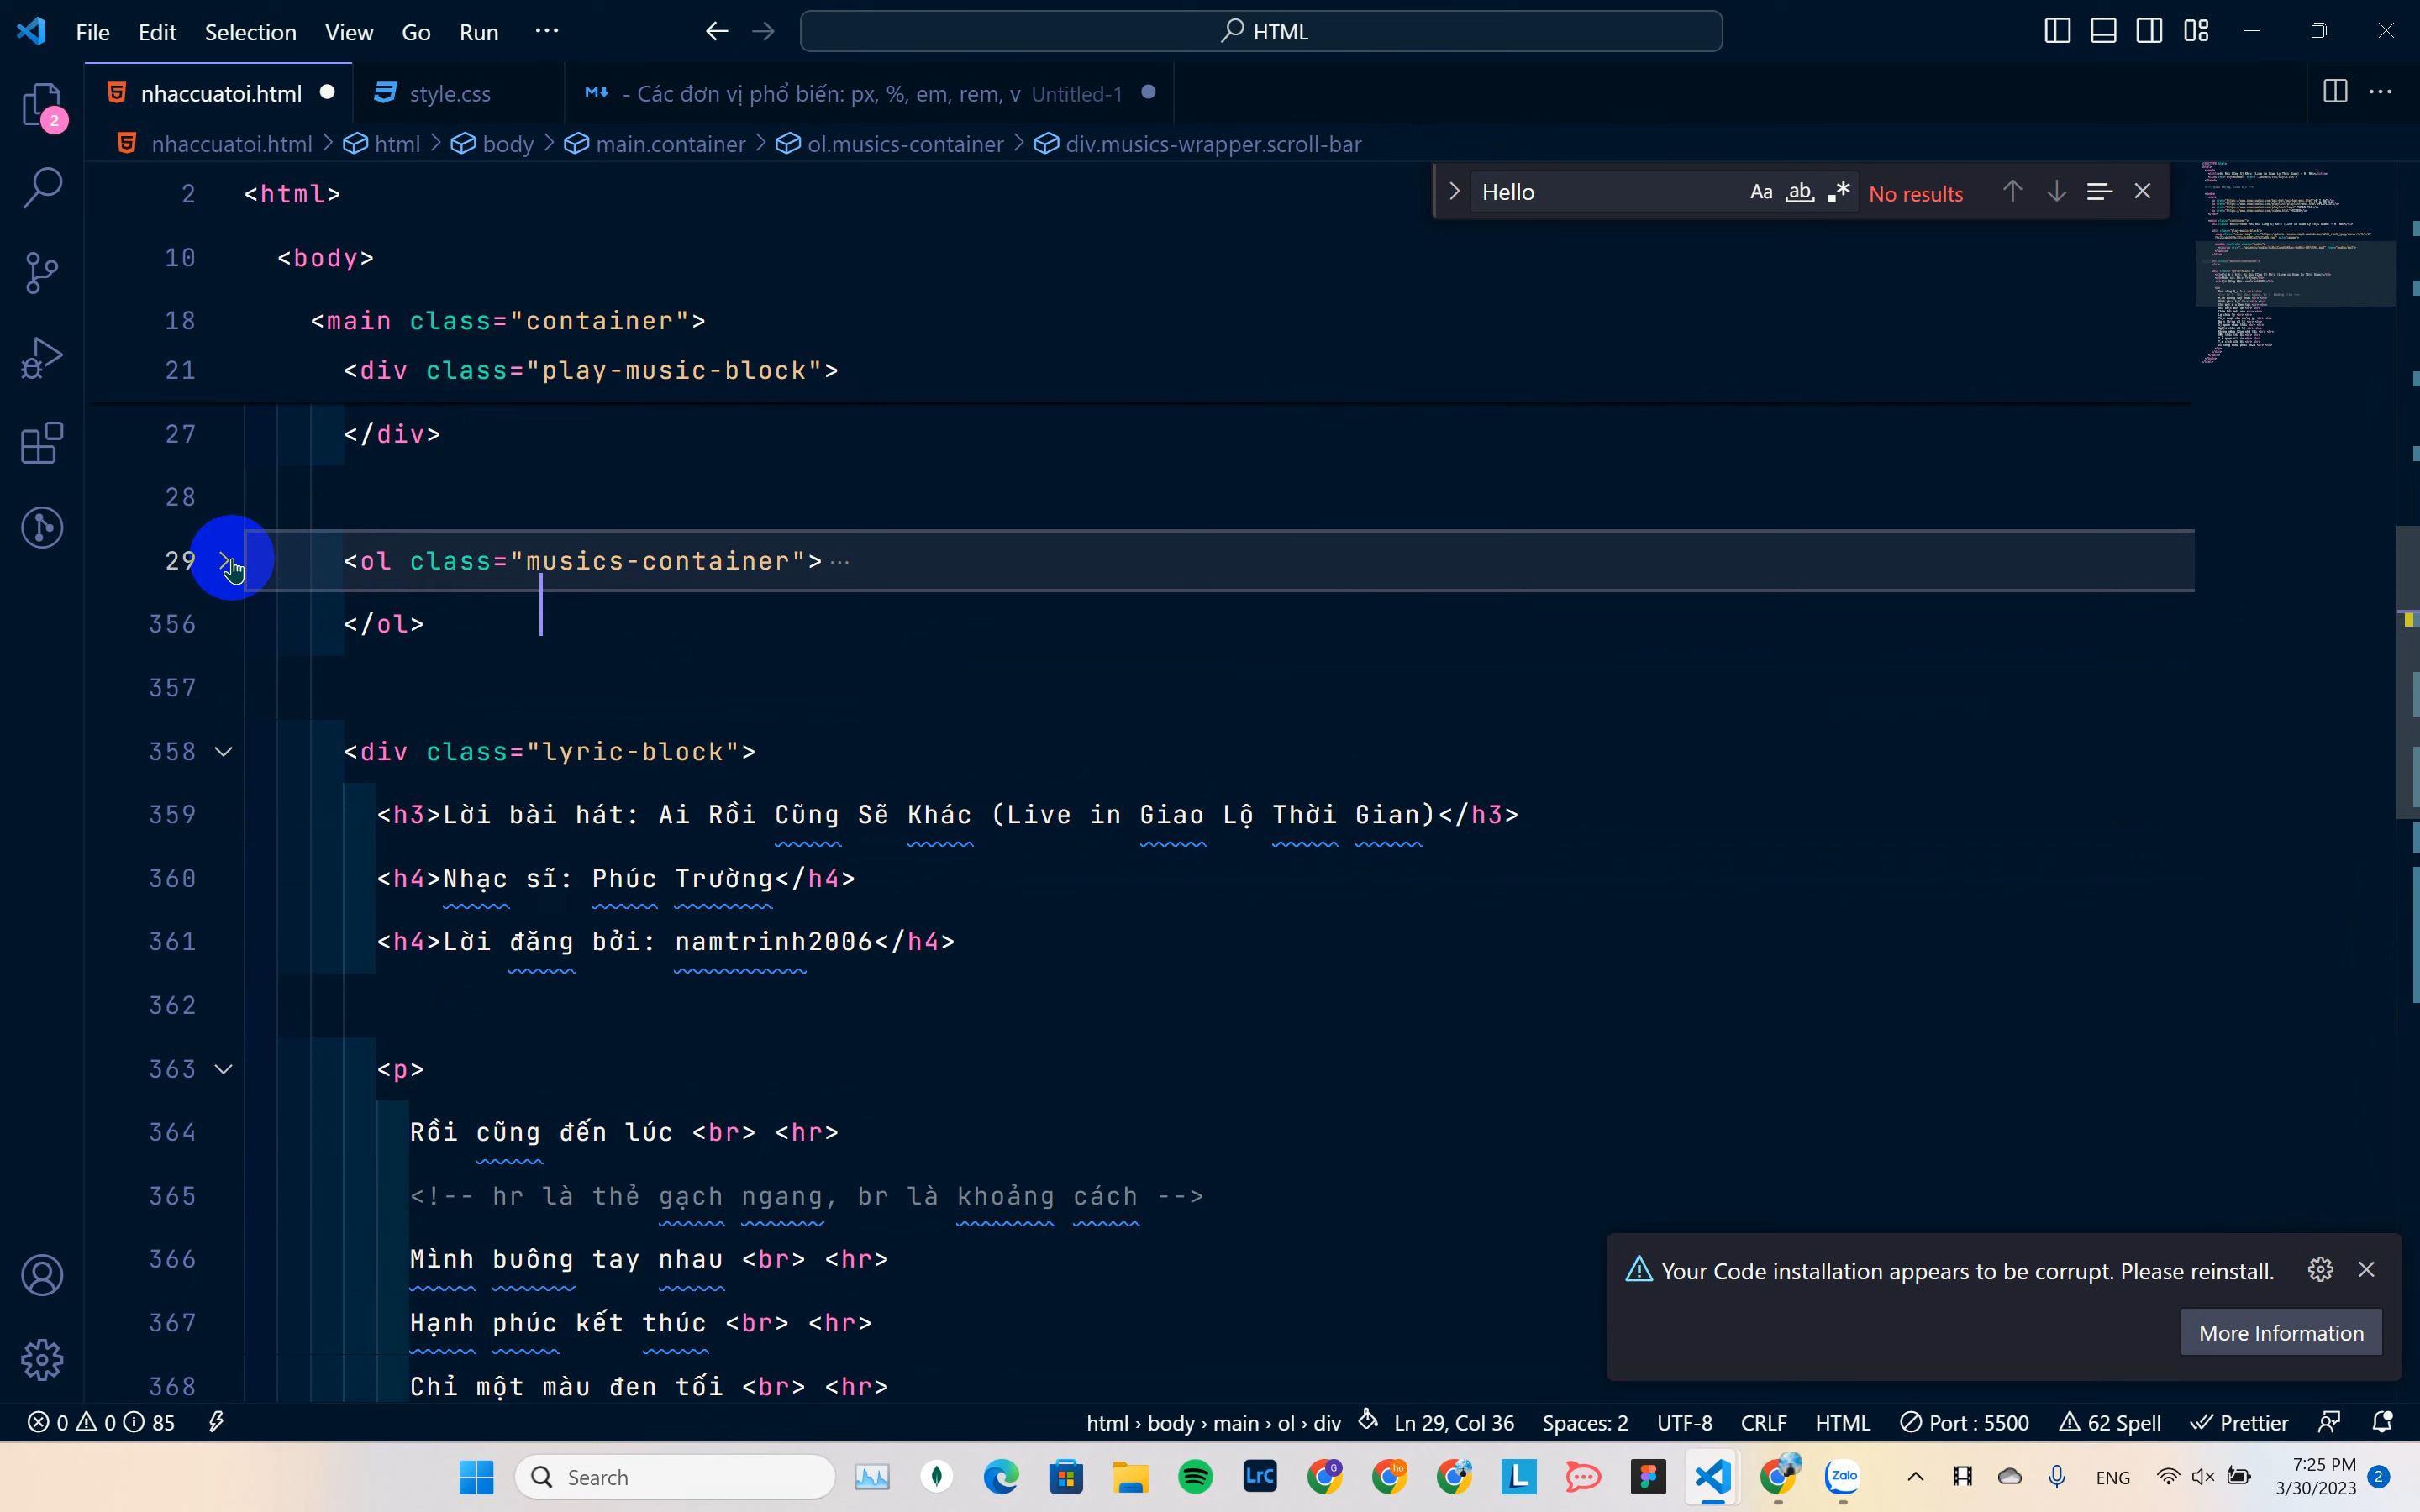 File Edit Selection View Go Run ··· HTML
nhaccuatoi.html style.css - Các đơn vị phổ biến: px, %, em, rem, v Untitled-1
nhaccuatoi.html > html > body > main.container > ol.musics-container > div.musics-wrapper.scroll-bar
Hello Aa ab .* No results
2 <html>
10 <body>
18 <main class="container">
21 <div class="play-music-block">
27 </div>
28
29 <ol class="musics-container">···
356 </ol>
357
358 <div class="lyric-block">
359 <h3>Lời bài hát: Ai Rồi Cũng Sẽ Khác (Live in Giao Lộ Thời Gian)</h3>
360 <h4>Nhạc sĩ: Phúc Trường</h4>
361 <h4>Lời đăng bởi: namtrinh2006</h4>
362
363 <p>
364 Rồi cũng đến lúc <br> <hr>
365 <!-- hr là thẻ gạch ngang, br là khoảng cách -->
366 Mình buông tay nhau <br> <hr>
367 Hạnh phúc kết thúc <br> <hr>
368 Chỉ một màu đen tối <br> <hr>
2
Your Code installation appears to be corrupt. Please reinstall.
More Information
0 0 85 html > body > main > ol > div Ln 29, Col 36 Spaces: 2 UTF-8 CRLF HTML Port : 5500 62 Spell Prettier
Search LrC G ho L Zalo ENG 7:25 PM 2
3/30/2023